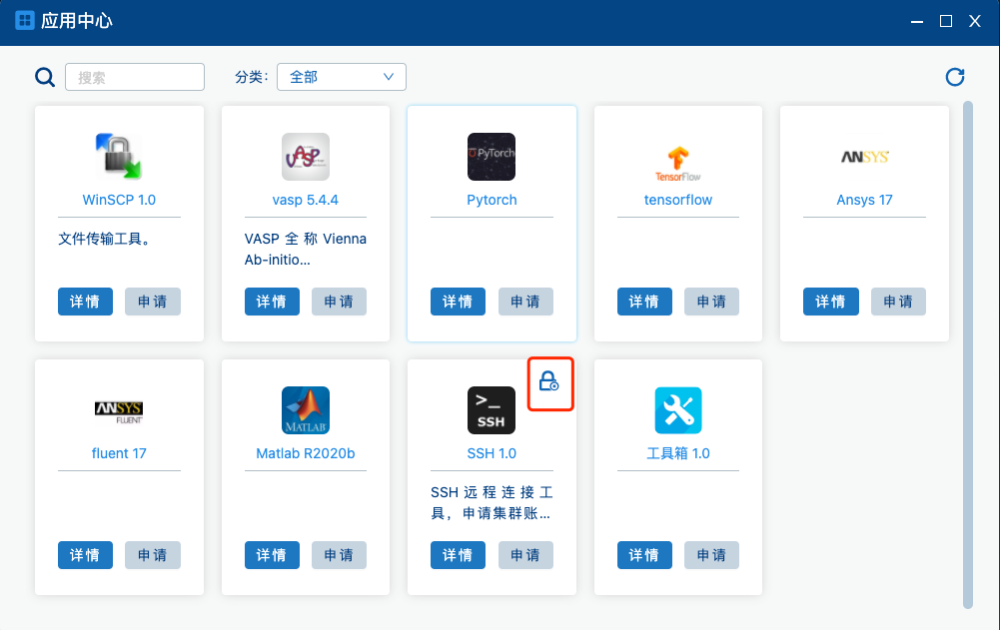 应用中心
搜索
分类：
全部
VASP
PyTorch
TensorFlow
ANSYS
WinSCP 1.0
vasp 5.4.4
Pytorch
tensorflow
Ansys 17
文件传输工具。
VASP 全 称 Vienna
Ab-initio...
详情
申请
详情
申请
详情
申请
详情
申请
详情
申请
ANSYS
FLUENT
MATLAB
>_
SSH
fluent 17
Matlab R2020b
SSH 1.0
工具箱 1.0
SSH 远 程 连 接 工
具，申请集群账...
详情
申请
详情
申请
详情
申请
详情
申请